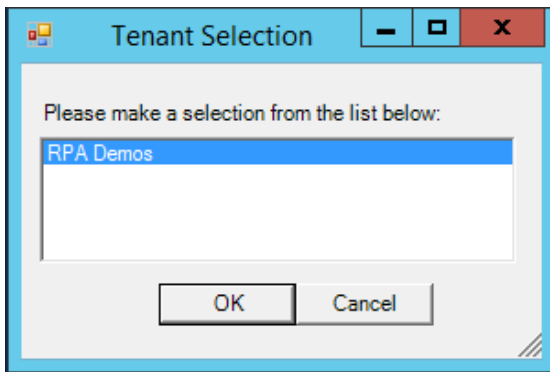 Tenant Selection
Please make a selection from the list below:
RPA Demos
OK Cancel